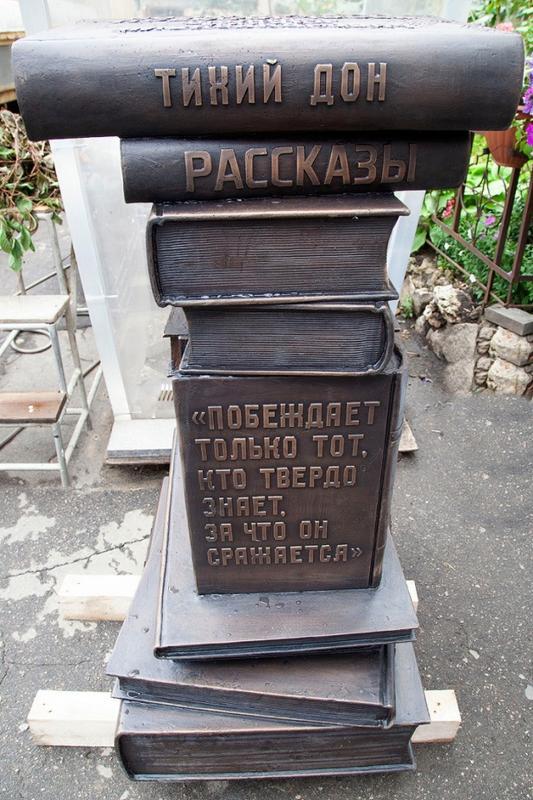 ТИХИЙ ДОН
РАССКАЗЫ
«ПОБЕЖДАЕТ
ТОЛЬКО ТОТ,
КТО ТВЕРДО
ЗНАЕТ,
ЗА ЧТО ОН
СРАЖАЕТСЯ»